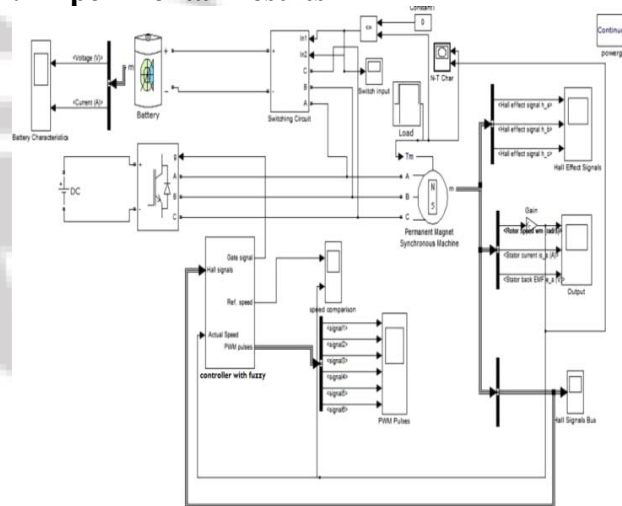 Constant1
0
<=
Continuous
powergui
<Voltage (V)>
<Current (A)>
m
+
-
Battery
Battery Characteristics
+
-
In1
In2
C
B
A
Switching Circuit
Switch input
N-T Char
Load
Tm
<Hall effect signal h_a>
<Hall effect signal h_b>
<Hall effect signal h_c>
Hall Effect Signals
DC
+
-
g
A
B
C
A
B
C
N
S
m
Permanent Magnet
Synchronous Machine
Gain
<Stator current is_a (A)>
<Stator back EMF e_a (V)>
Output
Hall signals
Gate signal
Ref. speed
Actual Speed
PWM pulses
controller with fuzzy
speed comparison
<signal1>
<signal2>
<signal3>
<signal4>
<signal5>
<signal6>
PWM Pulses
Hall Signals Bus